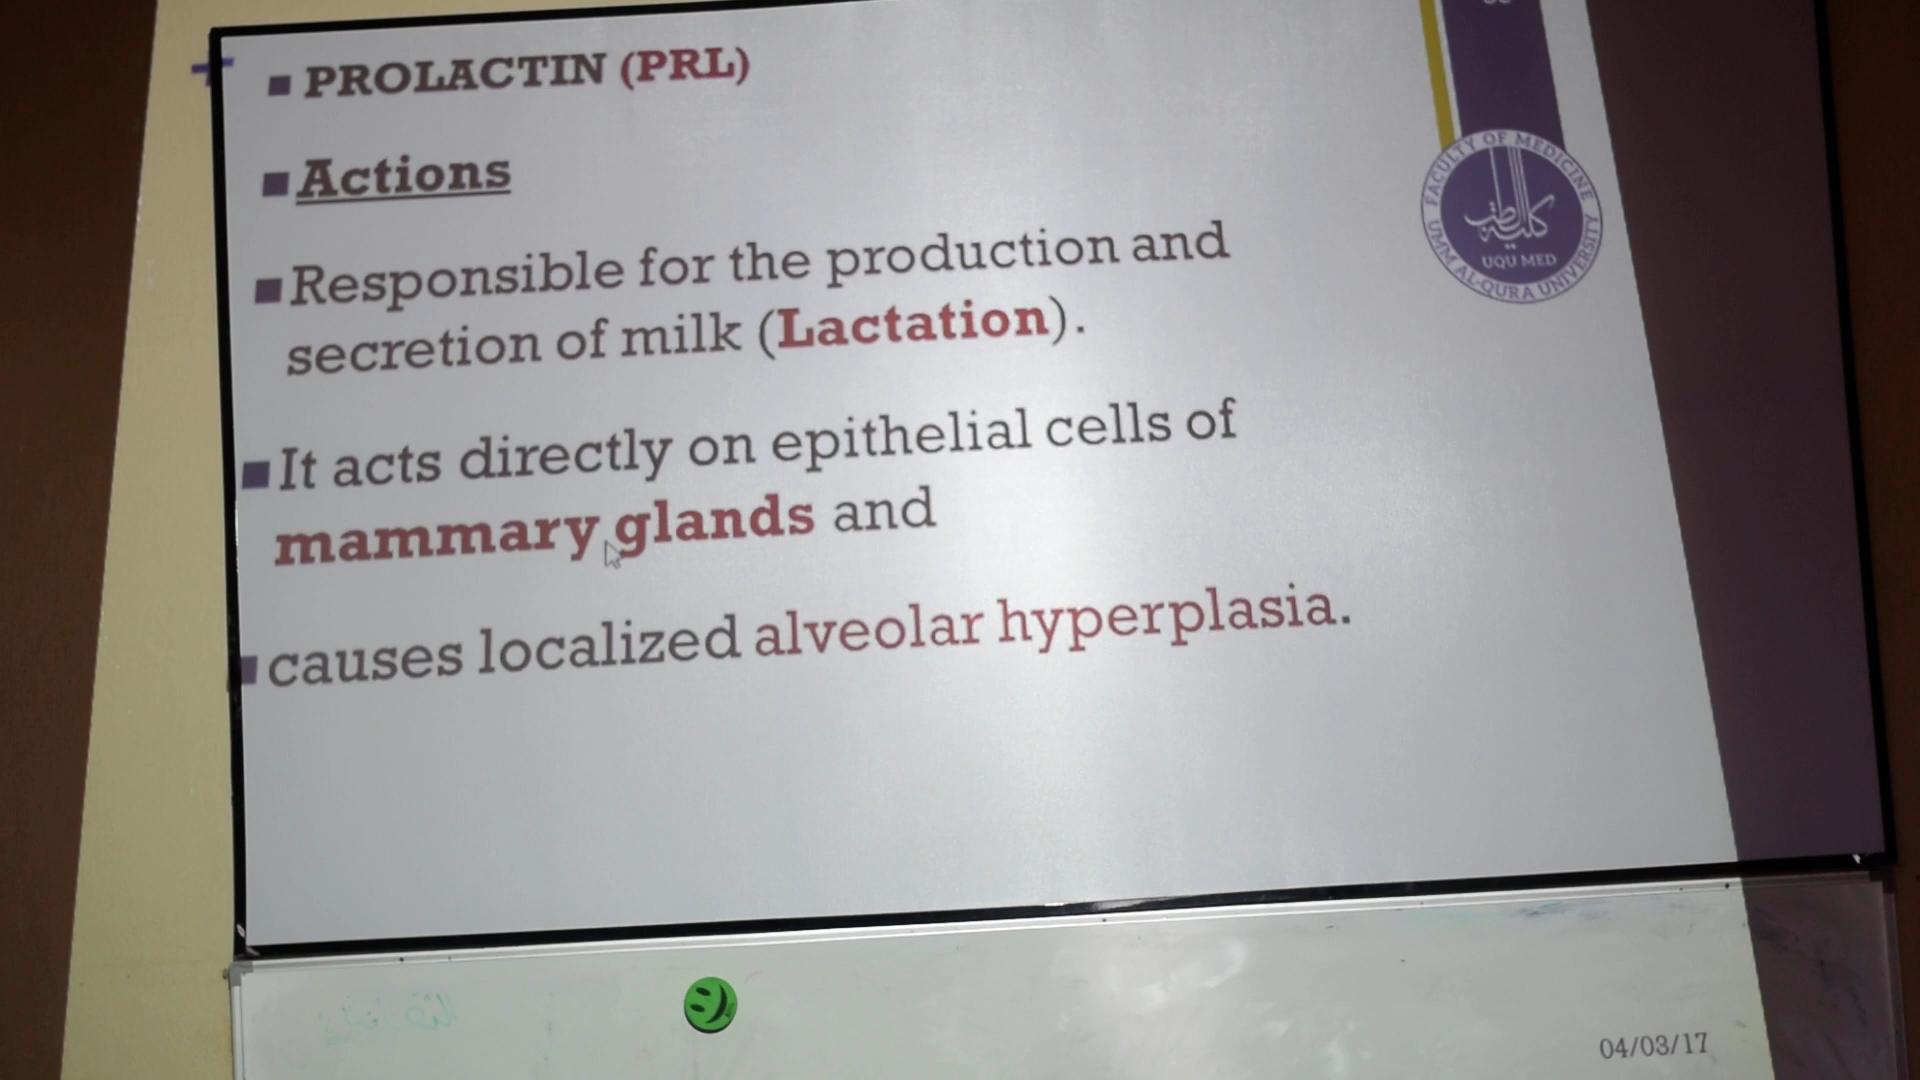 PROLACTIN (PRL)
Actions
Responsible for the production and
secretion of milk (Lactation).
It acts directly on epithelial cells of
mammary glands and
causes localized alveolar hyperplasia.
FACULTY OF MEDICINE
كلية الطب
UQU MED
UMM AL-QURA UNIVERSITY
04/03/17